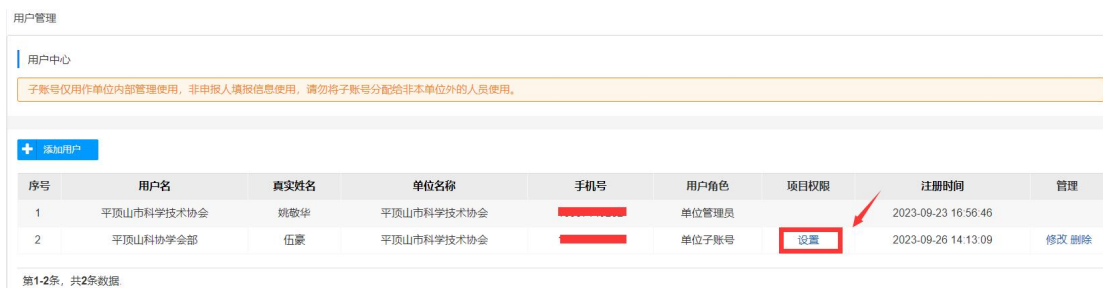 用户管理
用户中心
子账号仅用作单位内部管理使用，非申报人填报信息使用，请勿将子账号分配给非本单位外的人员使用。
添加用户
序号 用户名 真实姓名 单位名称 手机号 用户角色 项目权限 注册时间 管理
1 平顶山市科学技术协会 姚敬华 平顶山市科学技术协会 单位管理员 2023-09-23 16:56:46
2 平顶山科协学会部 伍豪 平顶山市科学技术协会 单位子账号 设置 2023-09-26 14:13:09 修改 删除
第1-2条，共2条数据.